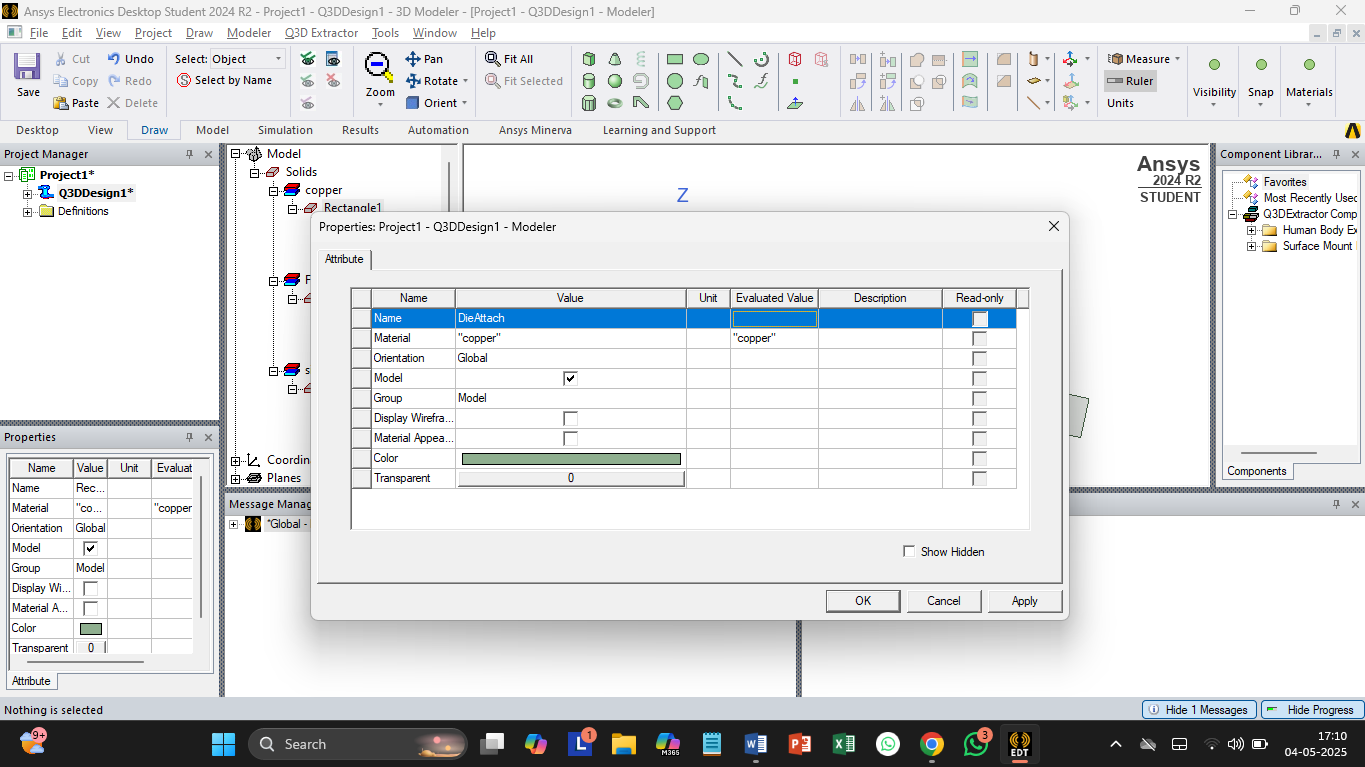 Ansys Electronics Desktop Student 2024 R2 - Project1 - Q3DDesign1 - 3D Modeler - [Project1 - Q3DDesign1 - Modeler]
File Edit View Project Draw Modeler Q3D Extractor Tools Window Help
Save
Cut
Copy
Paste
Undo
Redo
Delete
Select: Object
Select by Name
Zoom
Pan
Rotate
Orient
Fit All
Fit Selected
Measure
Ruler
Units
Visibility
Snap
Materials
Desktop View Draw Model Simulation Results Automation Ansys Minerva Learning and Support
Project Manager
Project1*
Q3DDesign1*
Definitions
Model
Solids
copper
Rectangle1
F
s
Coordin
Planes
Z
Ansys
2024 R2
STUDENT
Component Librar...
Favorites
Most Recently Used
Q3DExtractor Comp
Human Body Ex
Surface Mount
Components
Properties: Project1 - Q3DDesign1 - Modeler
Attribute
Name Value Unit Evaluated Value Description Read-only
Name DieAttach
Material "copper" "copper"
Orientation Global
Model
Group Model
Display Wirefra...
Material Appea...
Color
Transparent 0
Show Hidden
OK Cancel Apply
Properties
Name Value Unit Evaluat
Name Rec...
Material "co... "copper
Orientation Global
Model
Group Model
Display Wi...
Material A...
Color
Transparent 0
Attribute
Message Manag
"Global -
Nothing is selected
Hide 1 Messages
Hide Progress
9+
Search
M365
L
1
3
EDT
17:10
04-05-2025